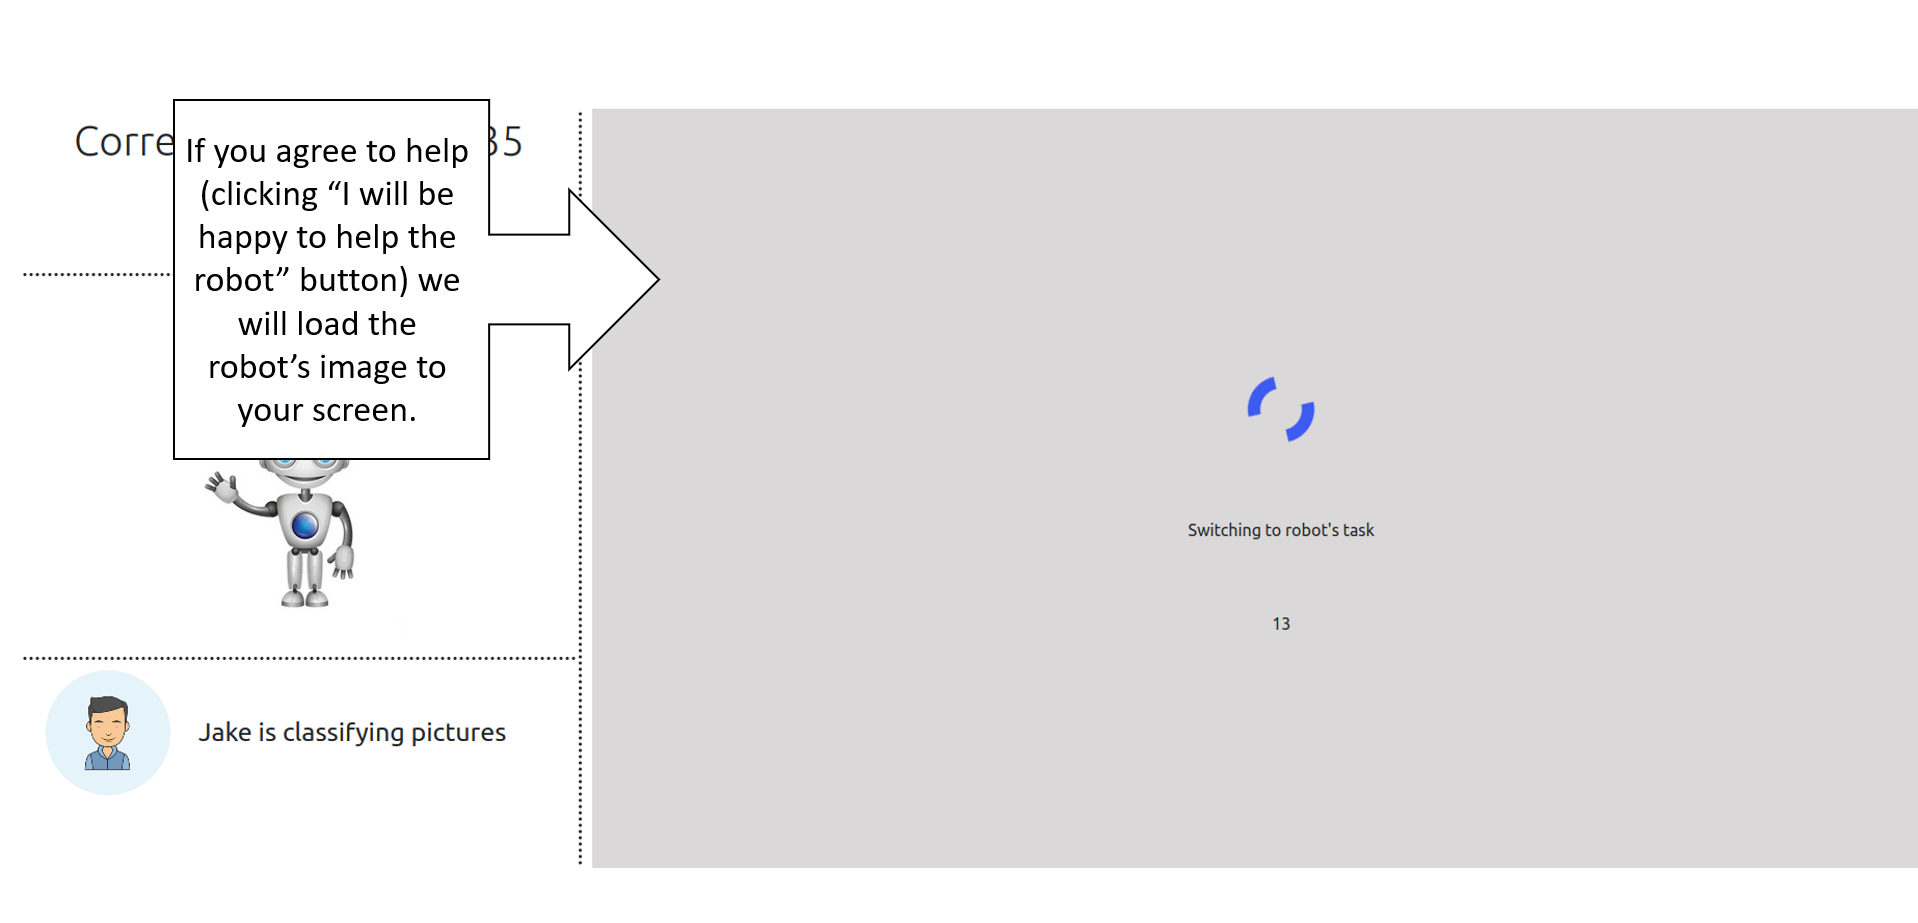 Corre
35
If you agree to help
(clicking “I will be
happy to help the
robot” button) we
will load the
robot’s image to
your screen.
Switching to robot's task
13
Jake is classifying pictures